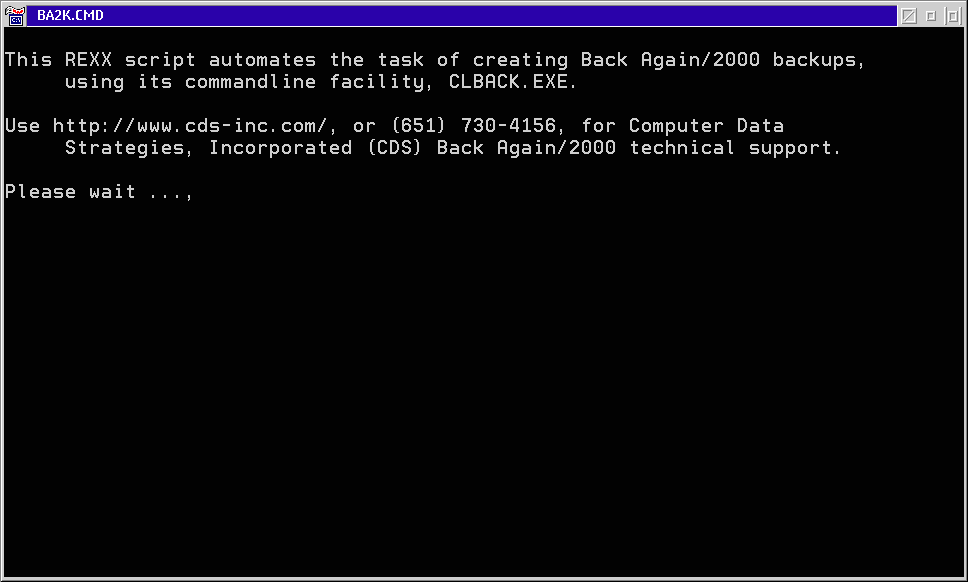 BA2K.CMD
This REXX script automates the task of creating Back Again/2000 backups,
using its commandline facility, CLBACK.EXE.
Use http://www.cds-inc.com/, or (651) 730-4156, for Computer Data
Strategies, Incorporated (CDS) Back Again/2000 technical support.
Please wait ...,